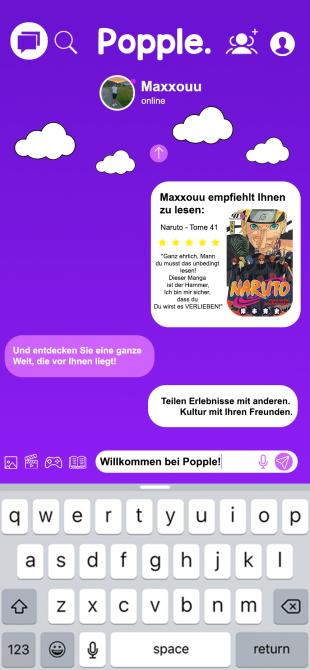 Popple.
Maxxouu
online
Maxxouu empfiehlt Ihnen
zu lesen:
Naruto - Tome 41
"Ganz ehrlich, Mann
du musst das unbedingt
lesen!
Dieser Manga
ist der Hammer,
Ich bin mir sicher,
dass du
Du wirst es VERLIEBEN!"
NARUTO
Und entdecken Sie eine ganze
Welt, die vor Ihnen liegt!
Teilen Erlebnisse mit anderen.
Kultur mit Ihren Freunden.
Willkommen bei Popple!
q w e r t y u i o p
a s d f g h j k l
z x c v b n m
123 space return